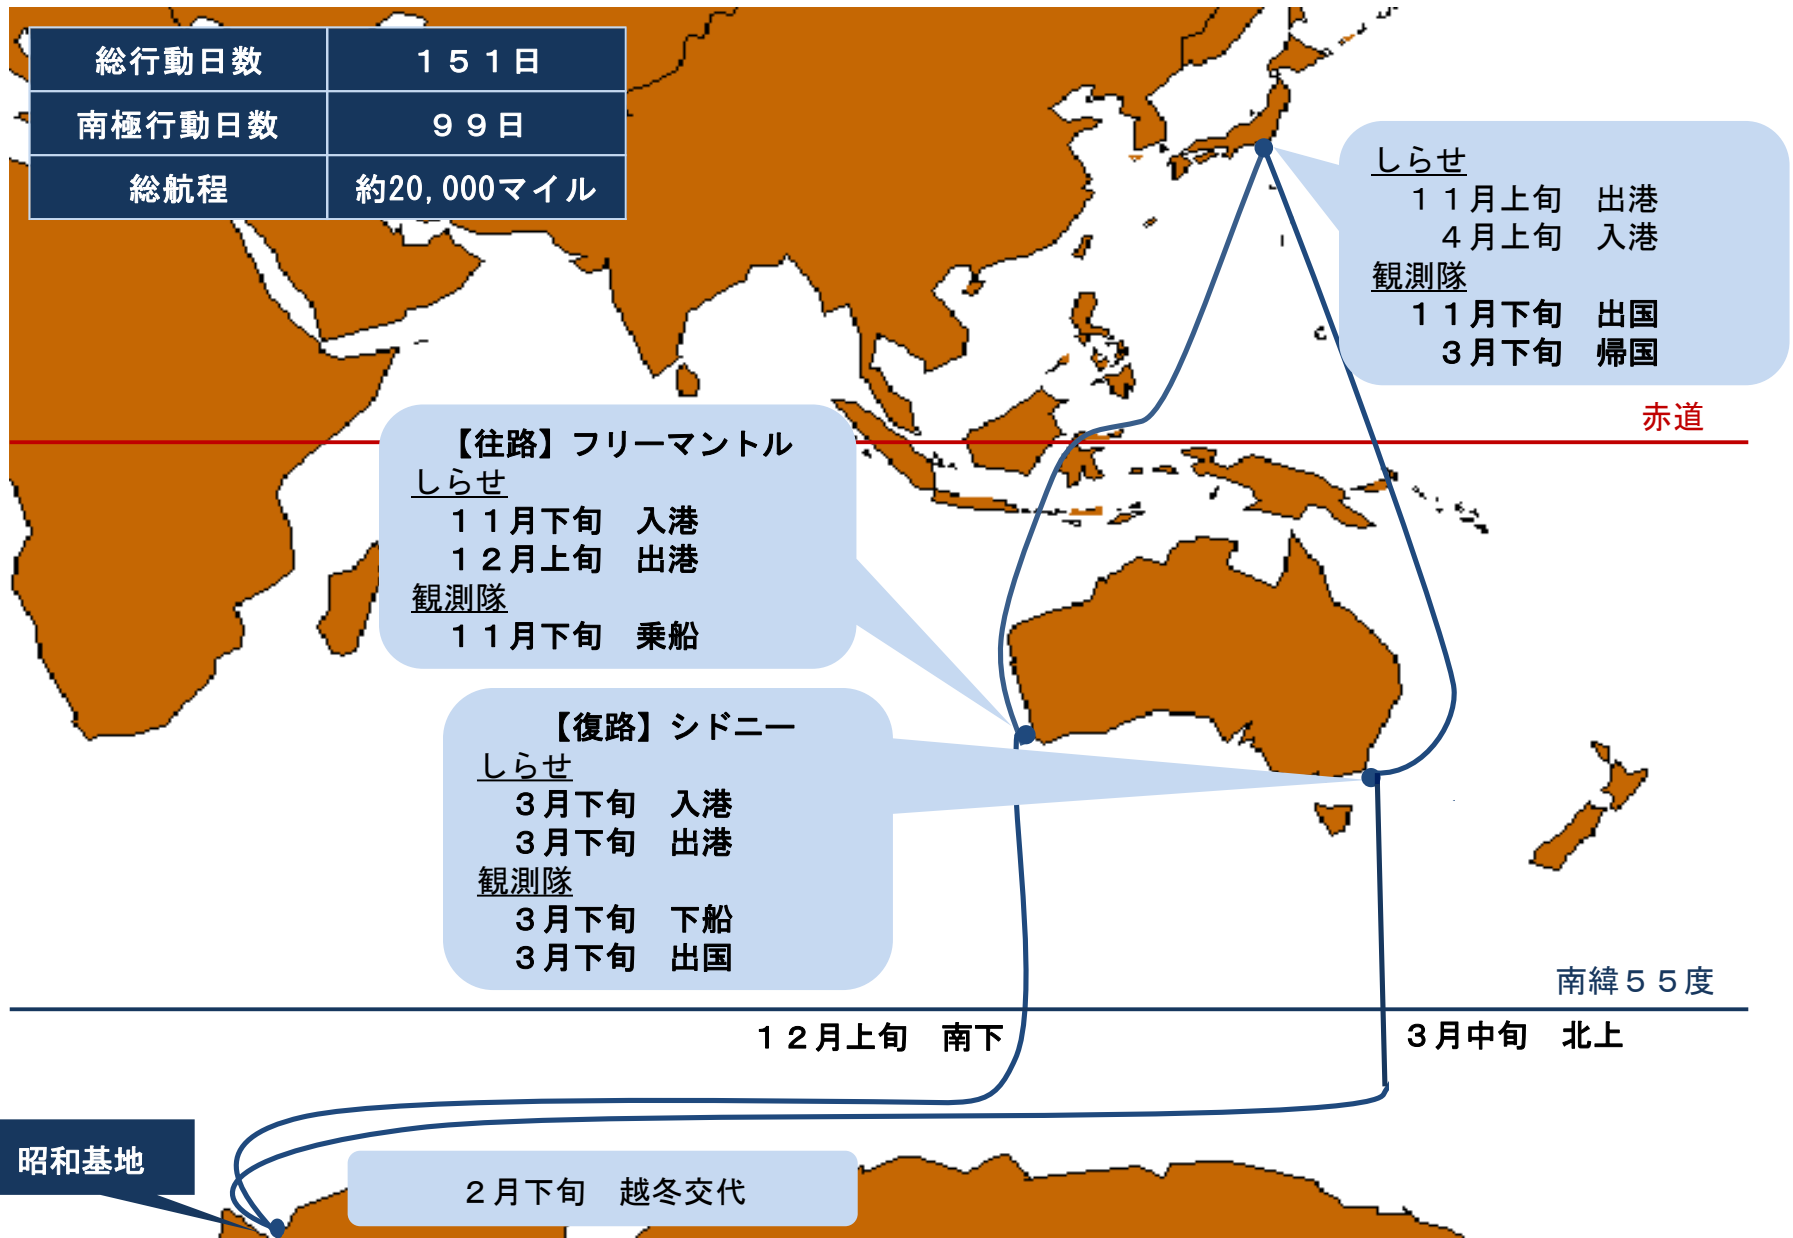 総行動日数　１５１日
南極行動日数　９９日
総航程　約20,000マイル
しらせ
１１月上旬　出港
４月上旬　入港
観測隊
１１月下旬　出国
３月下旬　帰国
赤道
【往路】フリーマントル
しらせ
１１月下旬　入港
１２月上旬　出港
観測隊
１１月下旬　乗船
【復路】シドニー
しらせ
３月下旬　入港
３月下旬　出港
観測隊
３月下旬　下船
３月下旬　出国
南緯５５度
１２月上旬　南下
３月中旬　北上
昭和基地
２月下旬　越冬交代